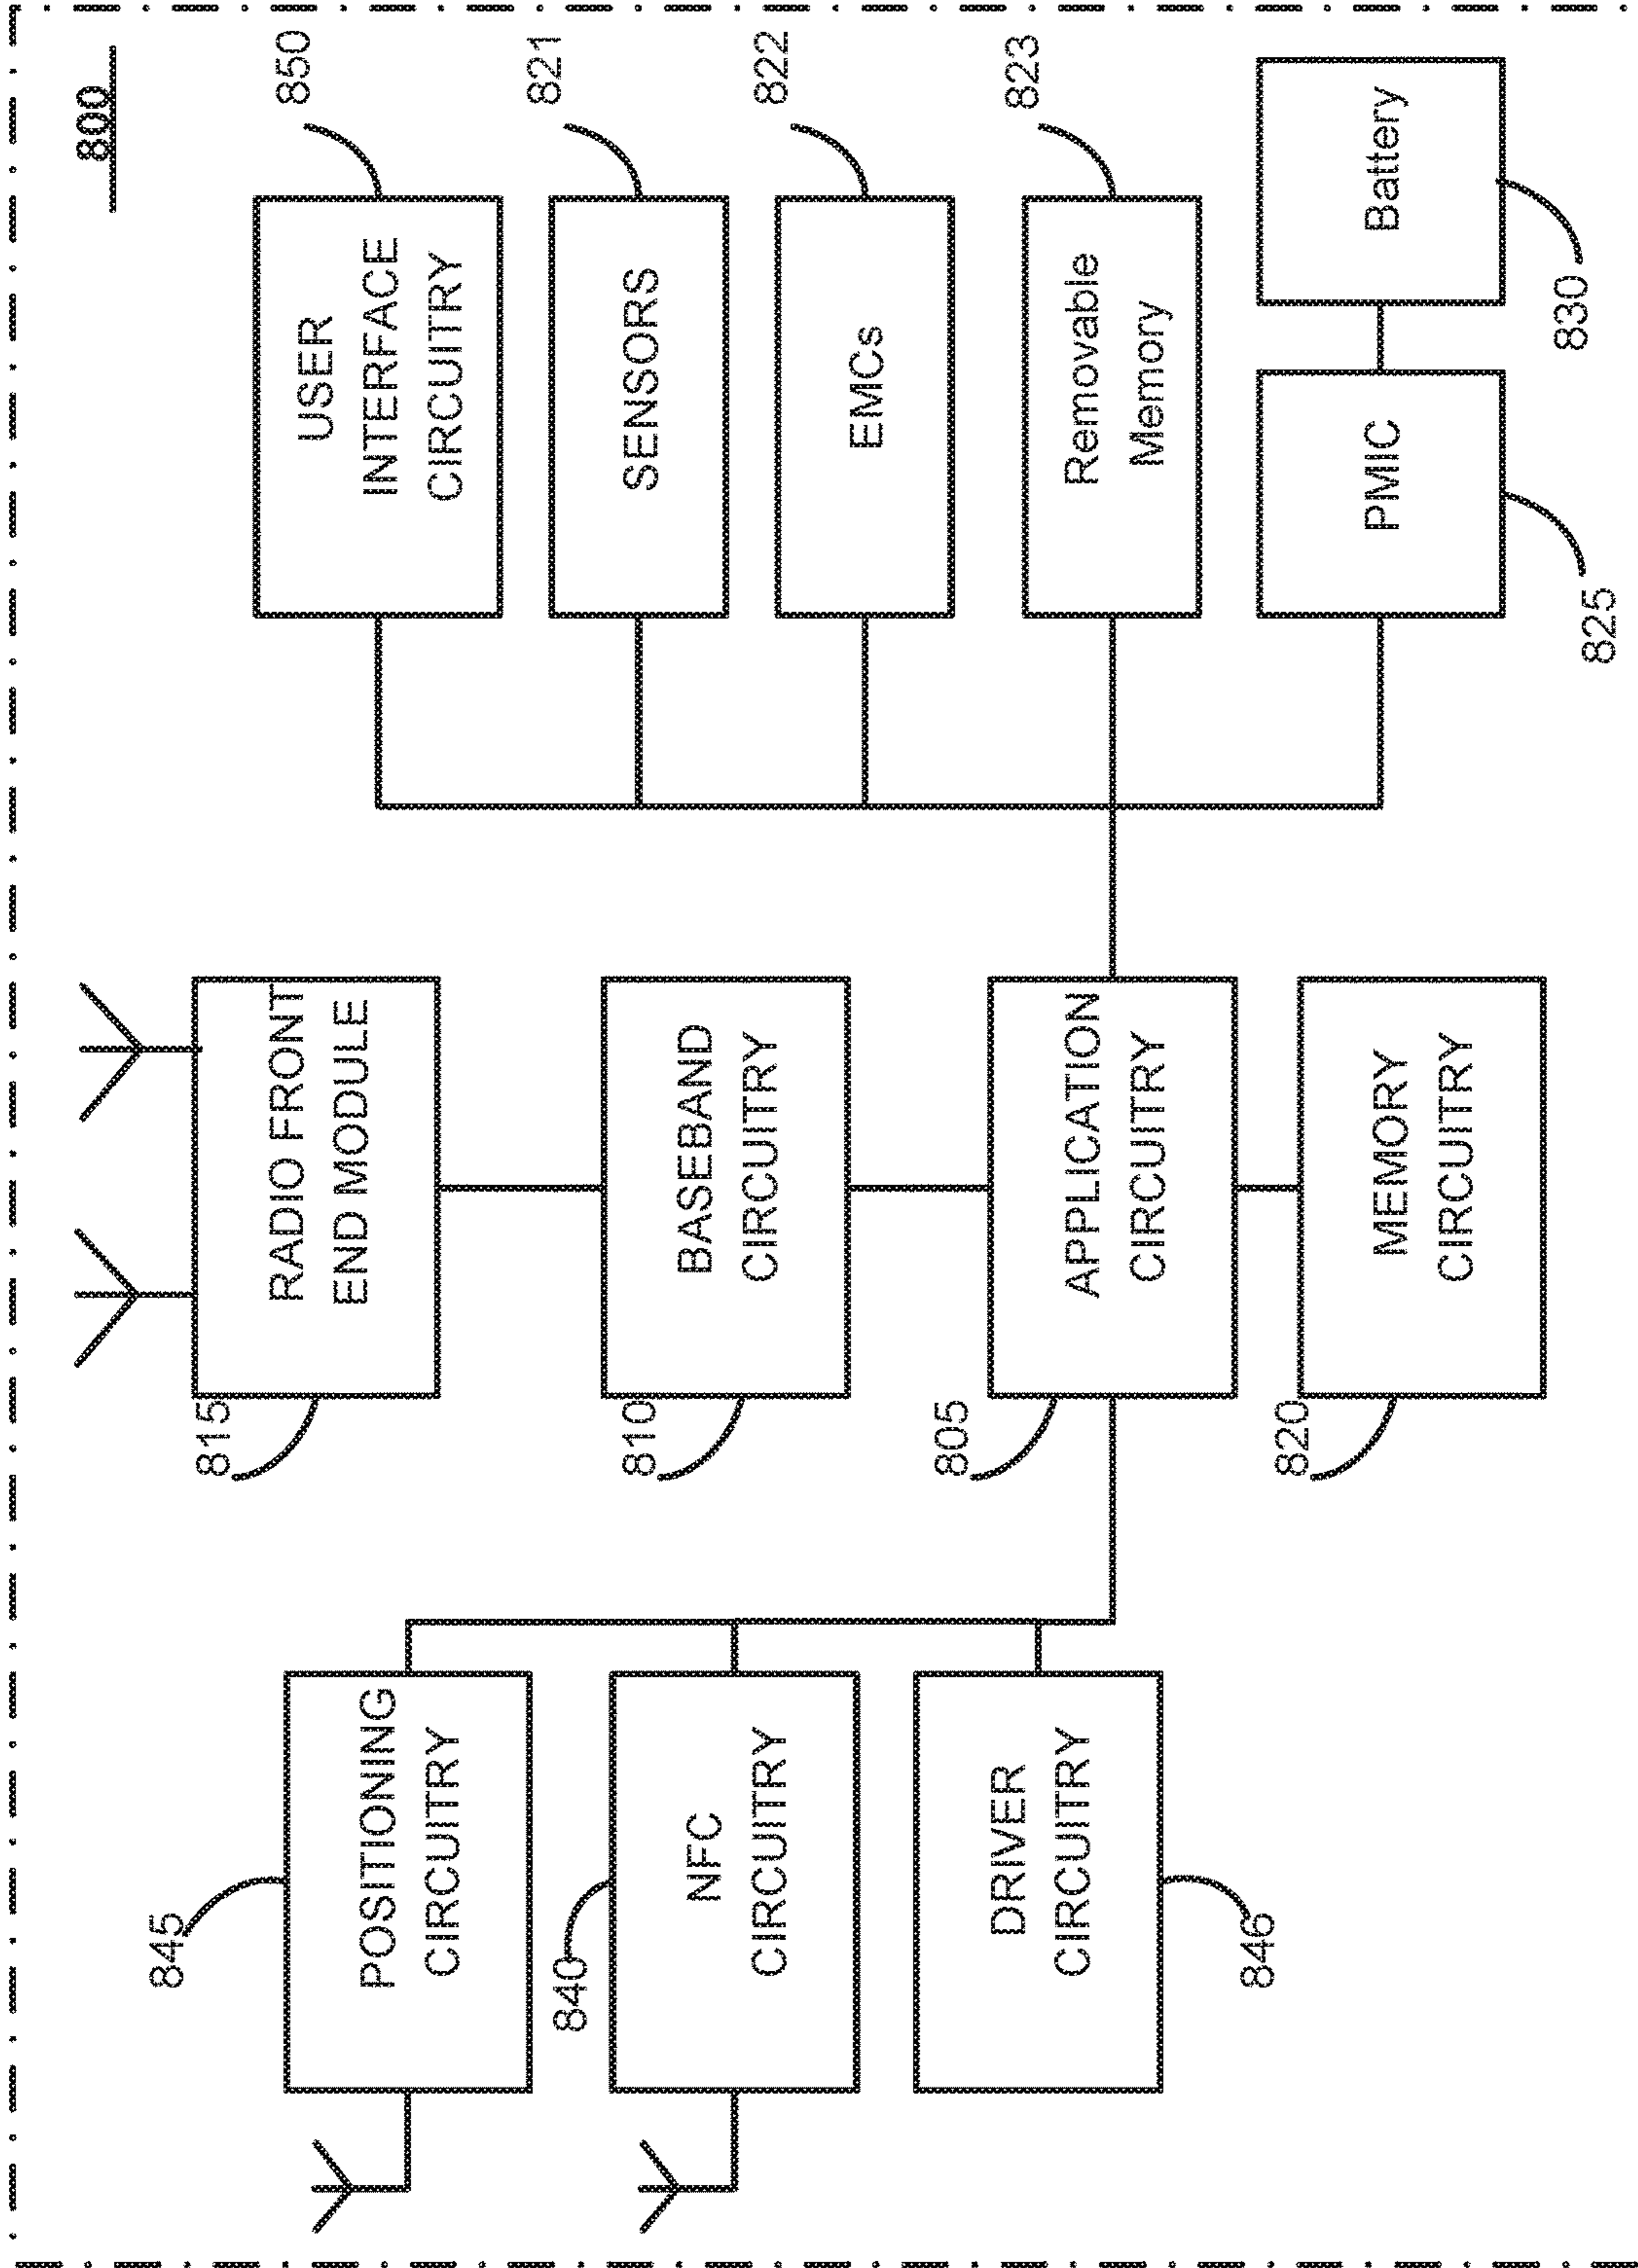 800
845
POSITIONING
CIRCUITRY
840
NFC
CIRCUITRY
DRIVER
CIRCUITRY
846
815
RADIO FRONT
END MODULE
810
BASEBAND
CIRCUITRY
805
APPLICATION
CIRCUITRY
820
MEMORY
CIRCUITRY
850
USER
INTERFACE
CIRCUITRY
821
SENSORS
822
EMCs
823
Removable
Memory
PMIC
825
Battery
830